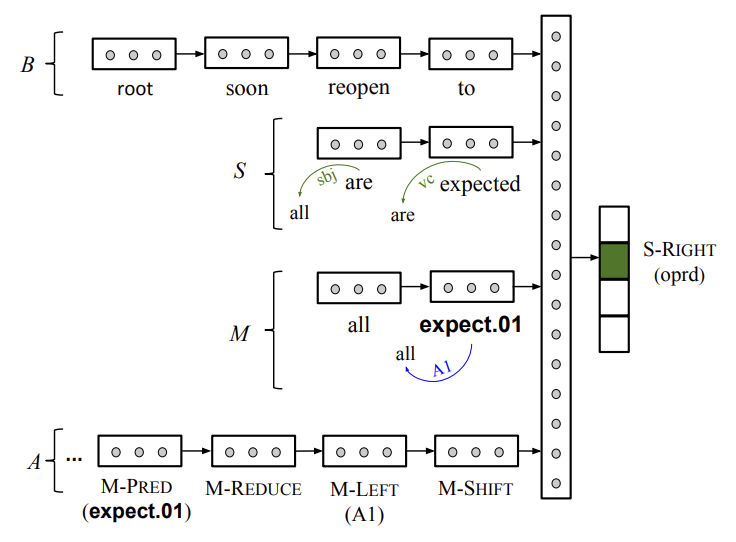 B
root soon reopen to
S
sbj are vc expected
all are
S-RIGHT
(oprd)
M
all expect.01
all A1
A ...
M-PRED M-REDUCE M-LEFT M-SHIFT
(expect.01) (A1)